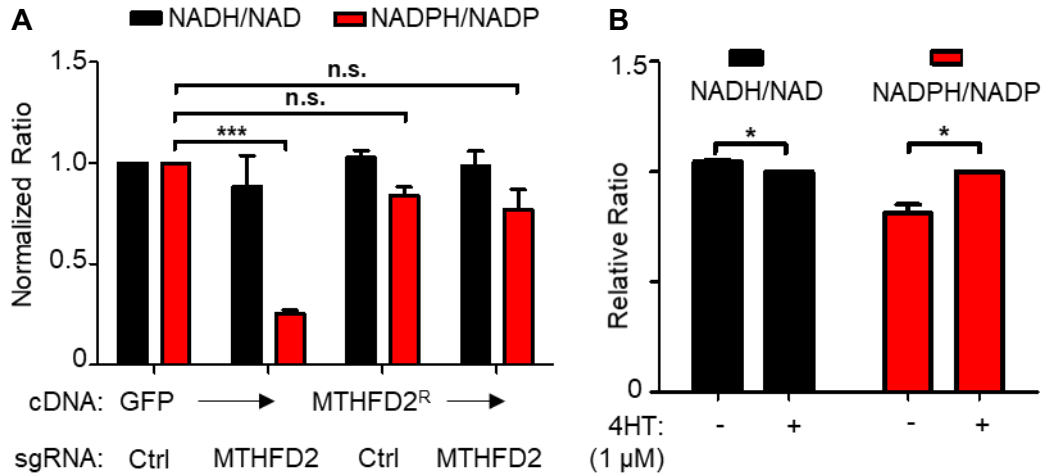 A
NADH/NAD NADPH/NADP
1.5
1.0
0.5
0
Normalized Ratio
n.s.
n.s.
***
cDNA: GFP MTHFD2ᴿ
sgRNA: Ctrl MTHFD2 Ctrl MTHFD2
B
1.5
0
Relative Ratio
NADH/NAD NADPH/NADP
* *
4HT: - + - +
(1 µM)